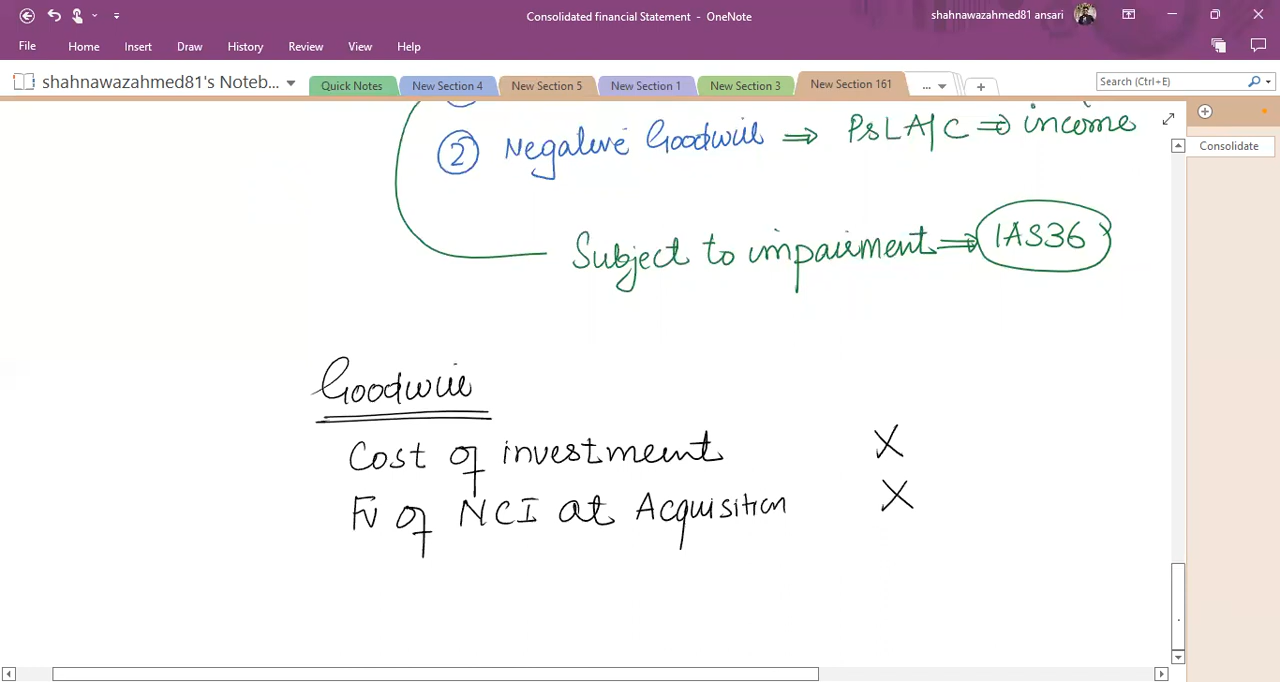 Consolidated financial Statement - OneNote
shahnawazahmed81 ansari
File Home Insert Draw History Review View Help
shahnawazahmed81's Noteb...
Quick Notes New Section 4 New Section 5 New Section 1 New Section 3 New Section 161 ...
Search (Ctrl+E)
Consolidate
2 Negative Goodwill ⇒ P&L A/C ⇒ income
Subject to impairment ⇒ IAS36
Goodwill
Cost of investment X
FV of NCI at Acquisition X